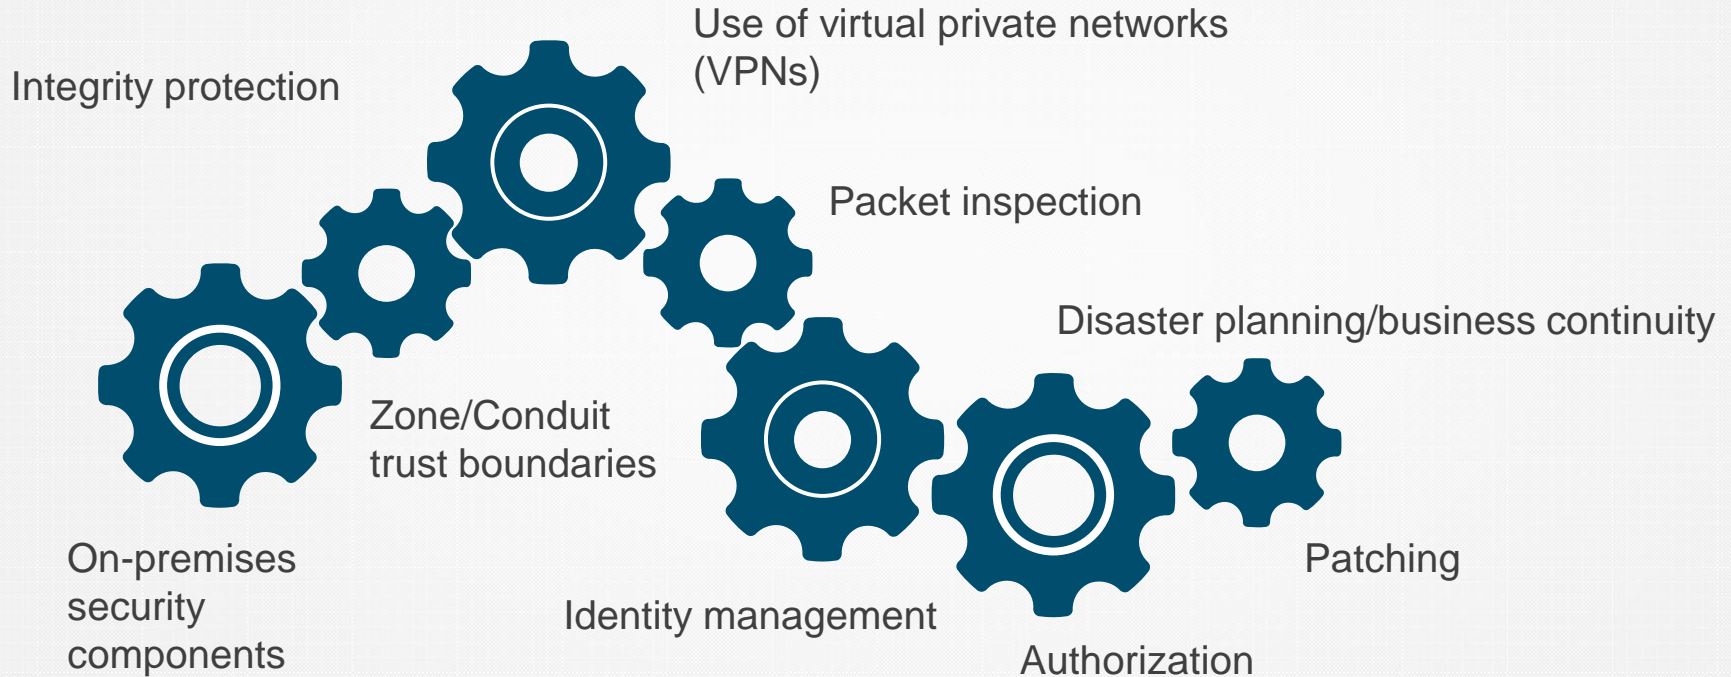 Use of virtual private networks
(VPNs)
Integrity protection
Packet inspection
Disaster planning/business continuity
Zone/Conduit
trust boundaries
On-premises
security
components
Patching
Identity management
Authorization